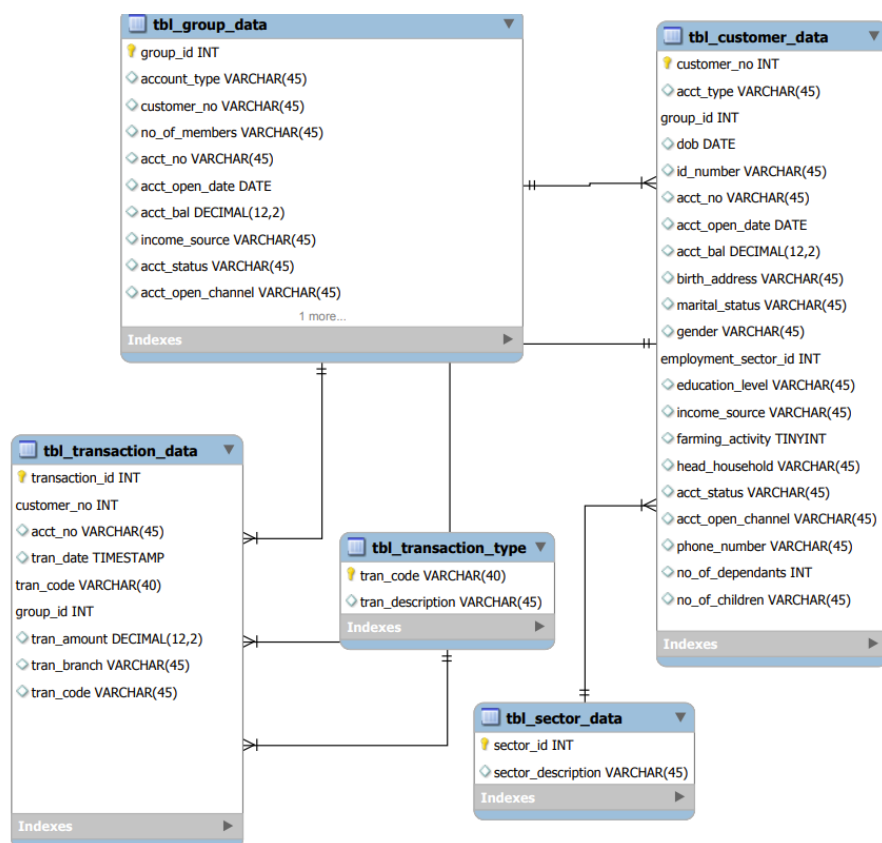 tbl_group_data
group_id INT
account_type VARCHAR(45)
customer_no VARCHAR(45)
no_of_members VARCHAR(45)
acct_no VARCHAR(45)
acct_open_date DATE
acct_bal DECIMAL(12,2)
income_source VARCHAR(45)
acct_status VARCHAR(45)
acct_open_channel VARCHAR(45)
1 more...
Indexes
tbl_customer_data
customer_no INT
acct_type VARCHAR(45)
group_id INT
dob DATE
id_number VARCHAR(45)
acct_no VARCHAR(45)
acct_open_date DATE
acct_bal DECIMAL(12,2)
birth_address VARCHAR(45)
marital_status VARCHAR(45)
gender VARCHAR(45)
employment_sector_id INT
education_level VARCHAR(45)
income_source VARCHAR(45)
farming_activity TINYINT
head_household VARCHAR(45)
acct_status VARCHAR(45)
acct_open_channel VARCHAR(45)
phone_number VARCHAR(45)
no_of_dependants INT
no_of_children VARCHAR(45)
Indexes
tbl_transaction_data
transaction_id INT
customer_no INT
acct_no VARCHAR(45)
tran_date TIMESTAMP
tran_code VARCHAR(40)
group_id INT
tran_amount DECIMAL(12,2)
tran_branch VARCHAR(45)
tran_code VARCHAR(45)
Indexes
tbl_transaction_type
tran_code VARCHAR(40)
tran_description VARCHAR(45)
Indexes
tbl_sector_data
sector_id INT
sector_description VARCHAR(45)
Indexes